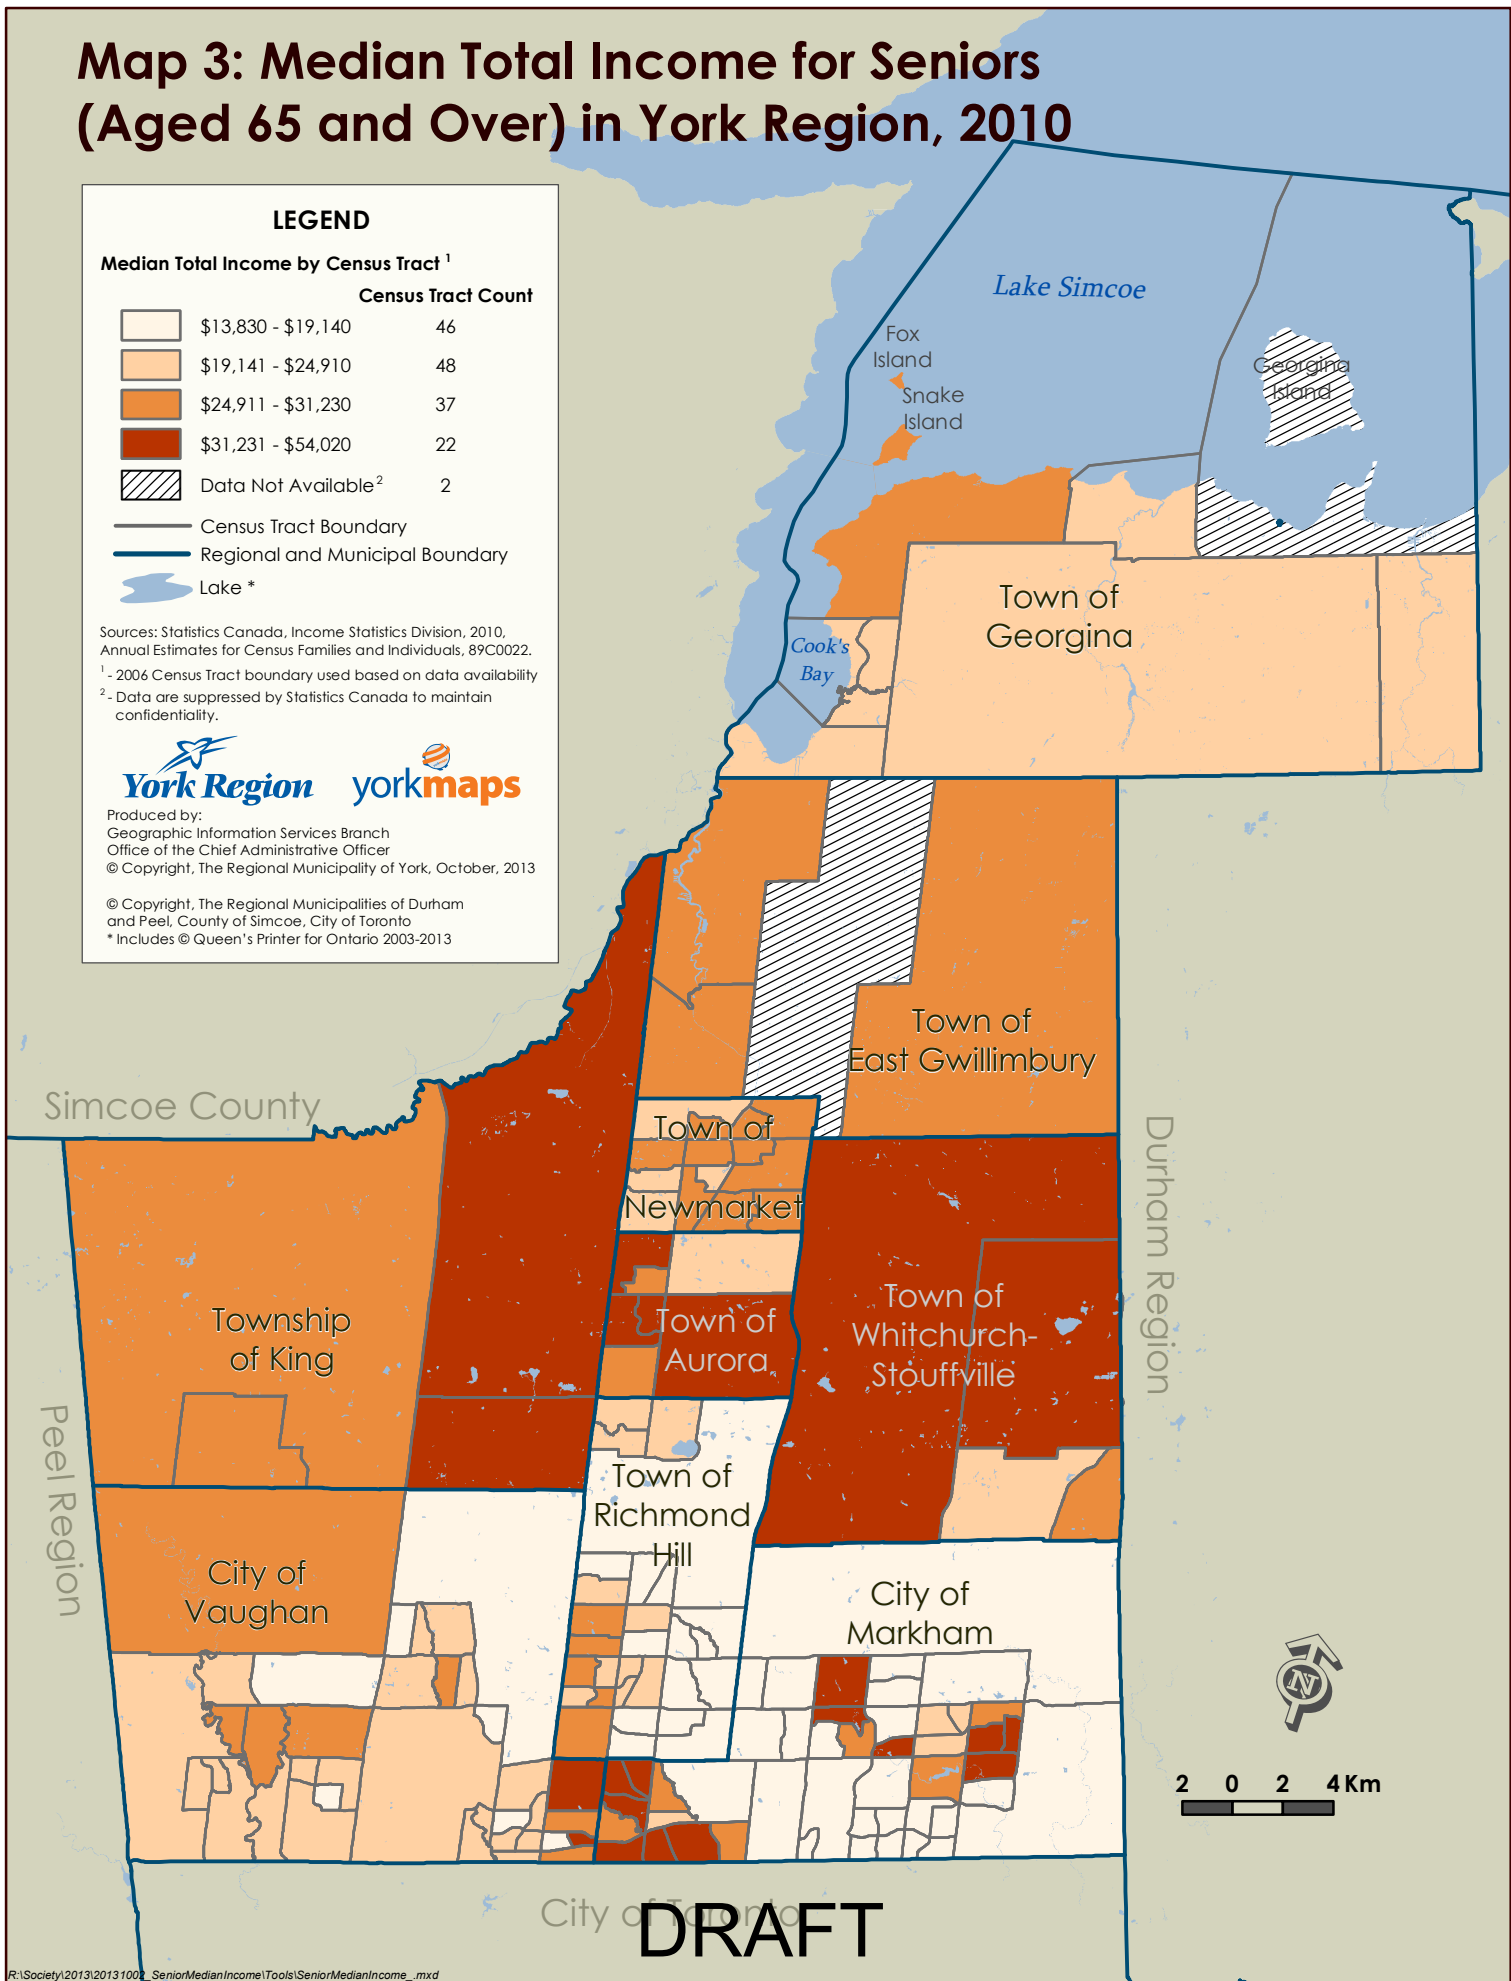 Map 3: Median Total Income for Seniors
(Aged 65 and Over) in York Region, 2010
LEGEND
Median Total Income by Census Tract 1
Census Tract Count
$13,830 - $19,140 46
$19,141 - $24,910 48
$24,911 - $31,230 37
$31,231 - $54,020 22
Data Not Available 2 2
Census Tract Boundary
Regional and Municipal Boundary
Lake *
Sources: Statistics Canada, Income Statistics Division, 2010,
Annual Estimates for Census Families and Individuals, 89C0022.
1 - 2006 Census Tract boundary used based on data availability
2 - Data are suppressed by Statistics Canada to maintain
confidentiality.
York Region
yorkmaps
Produced by:
Geographic Information Services Branch
Office of the Chief Administrative Officer
© Copyright, The Regional Municipality of York, October, 2013
© Copyright, The Regional Municipalities of Durham
and Peel, County of Simcoe, City of Toronto
* Includes © Queen's Printer for Ontario 2003-2013
Lake Simcoe
Fox
Island
Snake
Island
Georgina
Island
Cook's
Bay
Town of
Georgina
Town of
East Gwillimbury
Simcoe County
Town of
Newmarket
Durham Region
Township
of King
Town of
Aurora
Town of
Whitchurch-
Stouffville
Peel Region
Town of
Richmond
Hill
City of
Vaughan
City of
Markham
N
2 0 2 4 Km
City of Toronto
DRAFT
R:\Society\2013\20131002_SeniorMedianIncome\Tools\SeniorMedianIncome_.mxd